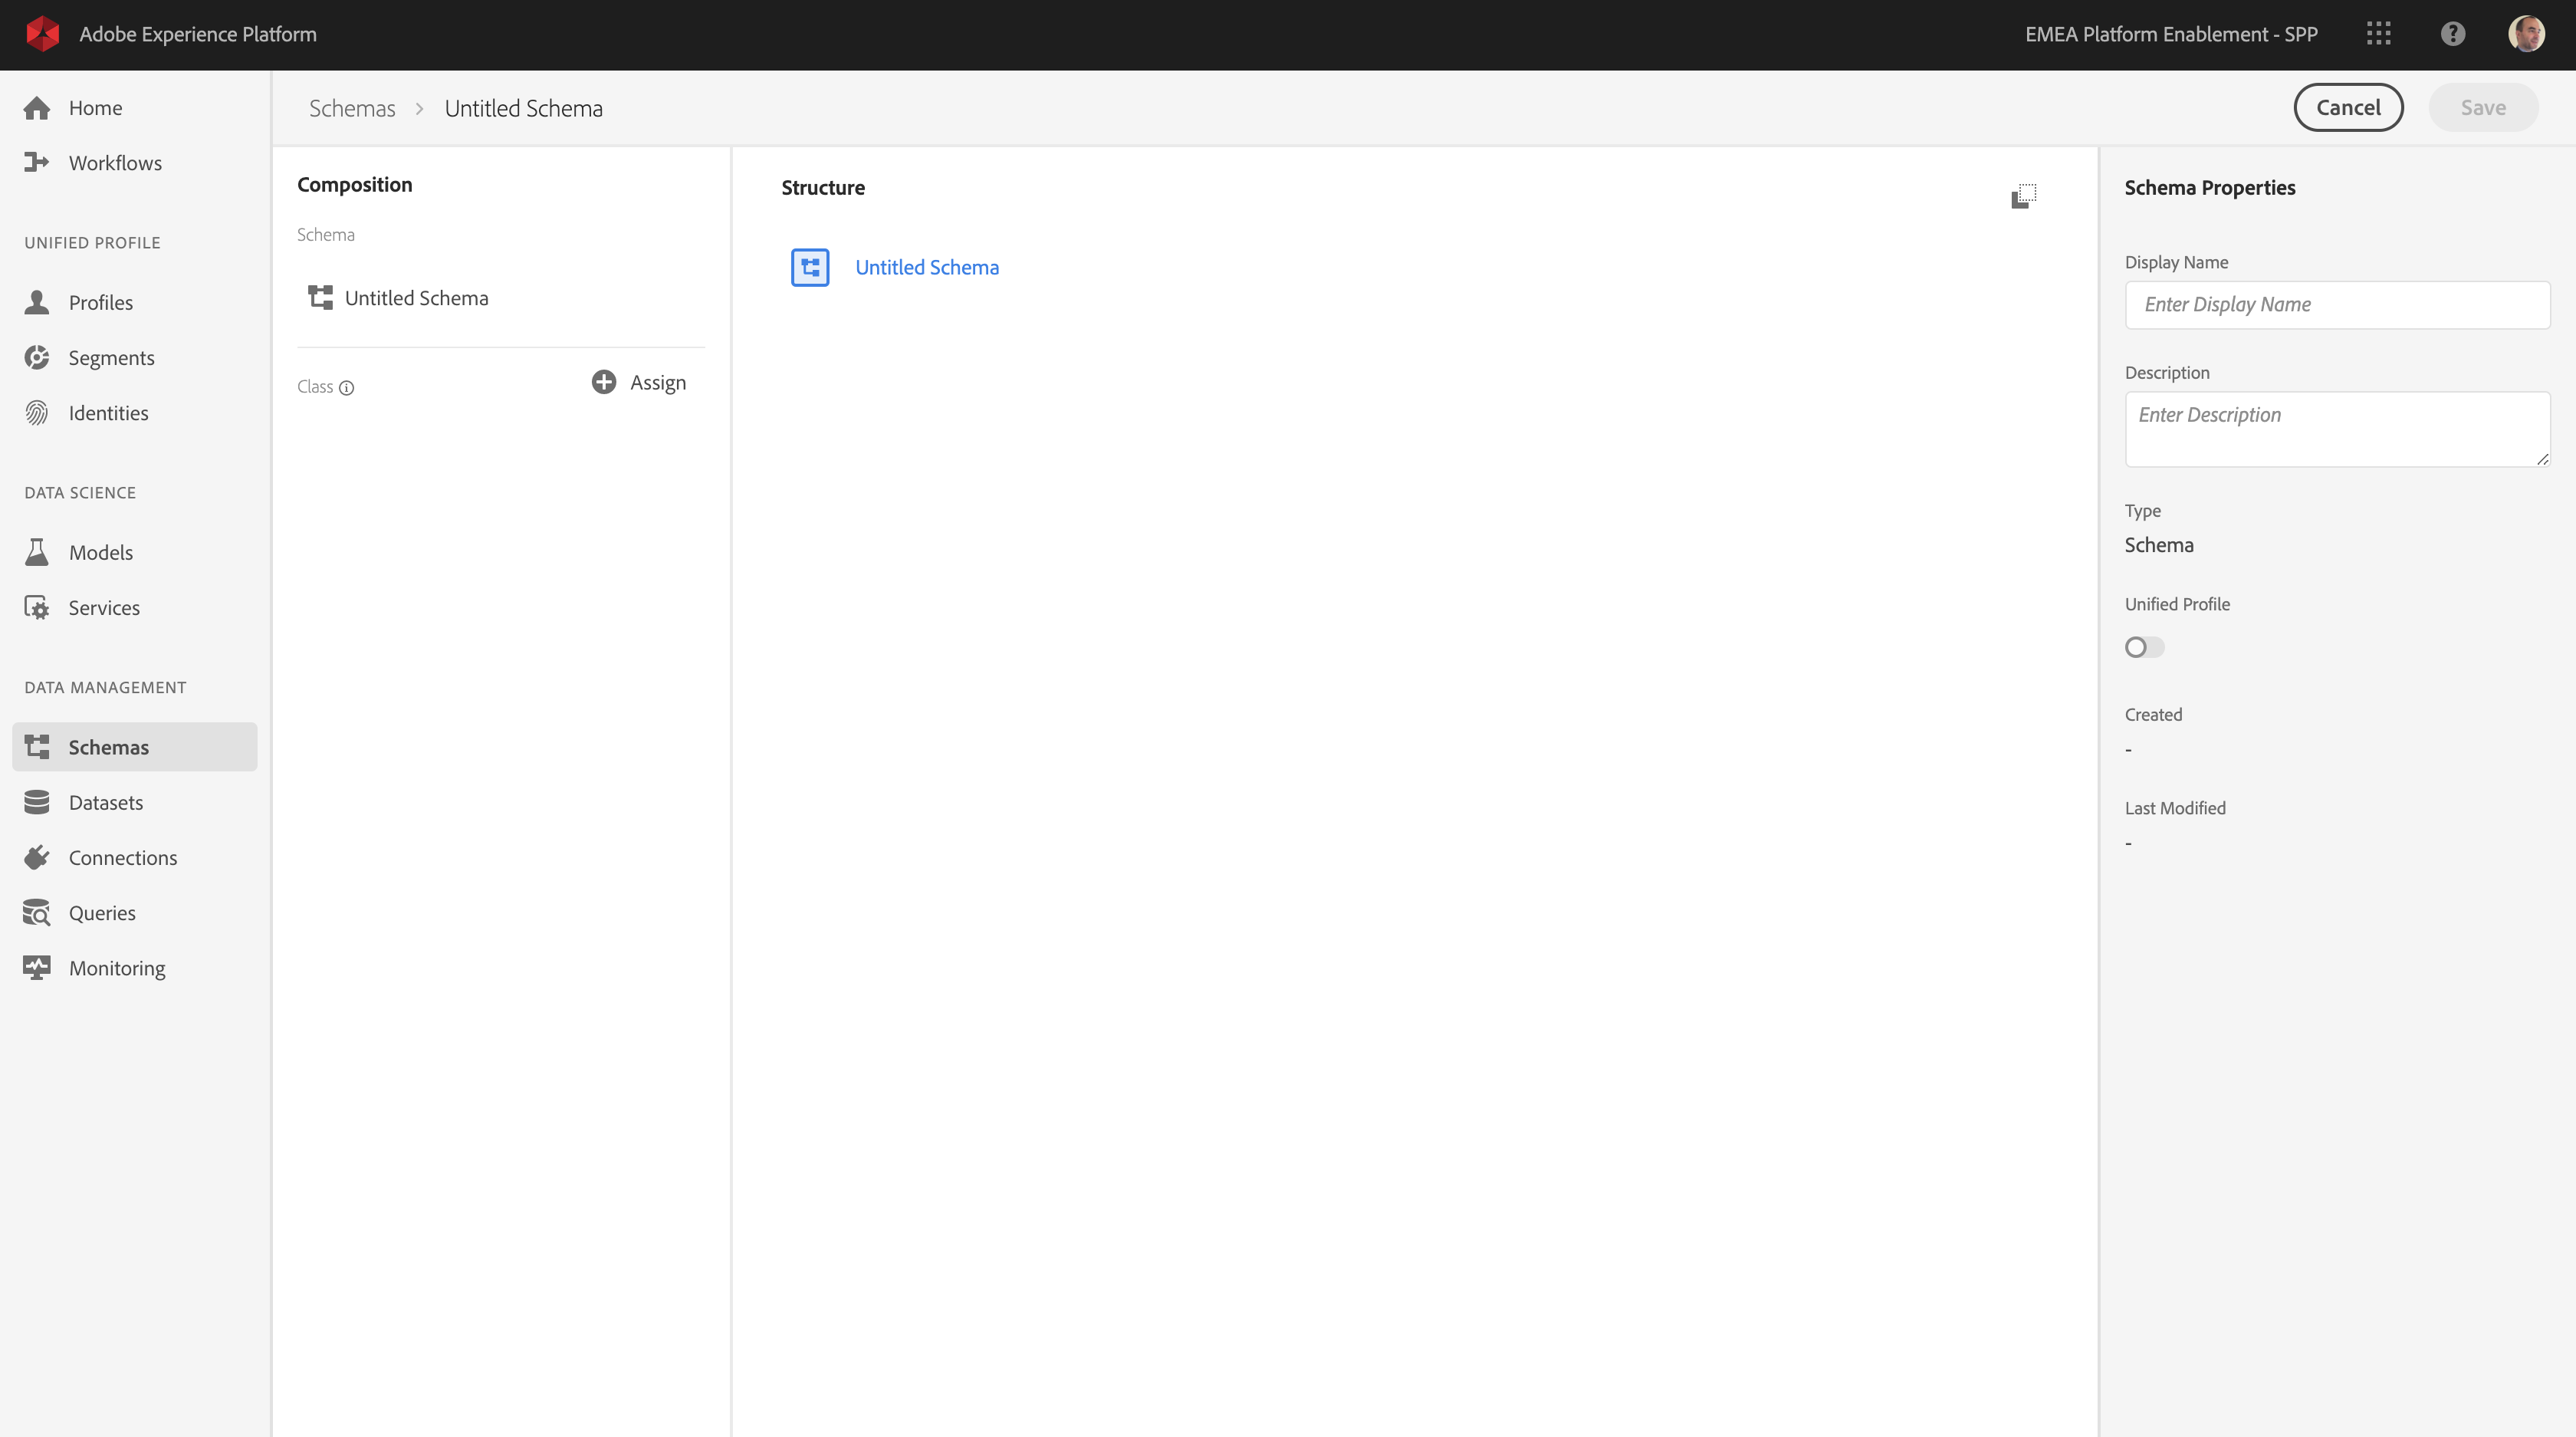 Adobe Experience Platform
EMEA Platform Enablement - SPP
Home
Workflows
UNIFIED PROFILE
Profiles
Segments
Identities
DATA SCIENCE
Models
Services
DATA MANAGEMENT
Schemas
Datasets
Connections
Queries
Monitoring
Schemas > Untitled Schema
Cancel
Save
Composition
Schema
Untitled Schema
Class
Assign
Structure
Untitled Schema
Schema Properties
Display Name
Enter Display Name
Description
Enter Description
Type
Schema
Unified Profile
Created
-
Last Modified
-